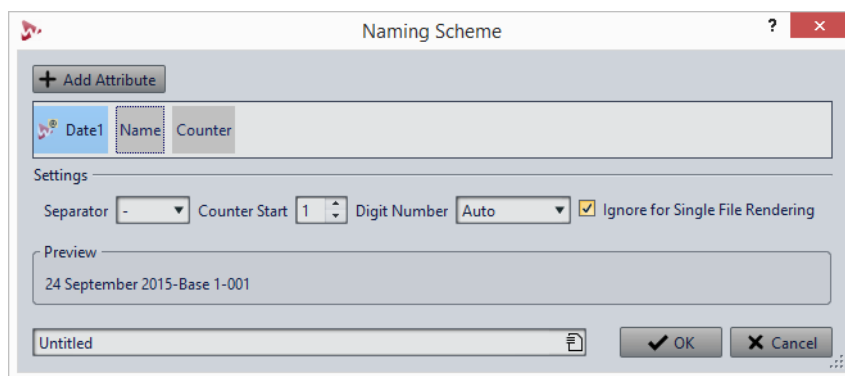 Naming Scheme ?
Add Attribute
Date1 Name Counter
Settings
Separator - Counter Start 1 Digit Number Auto Ignore for Single File Rendering
Preview
24 September 2015-Base 1-001
Untitled OK Cancel